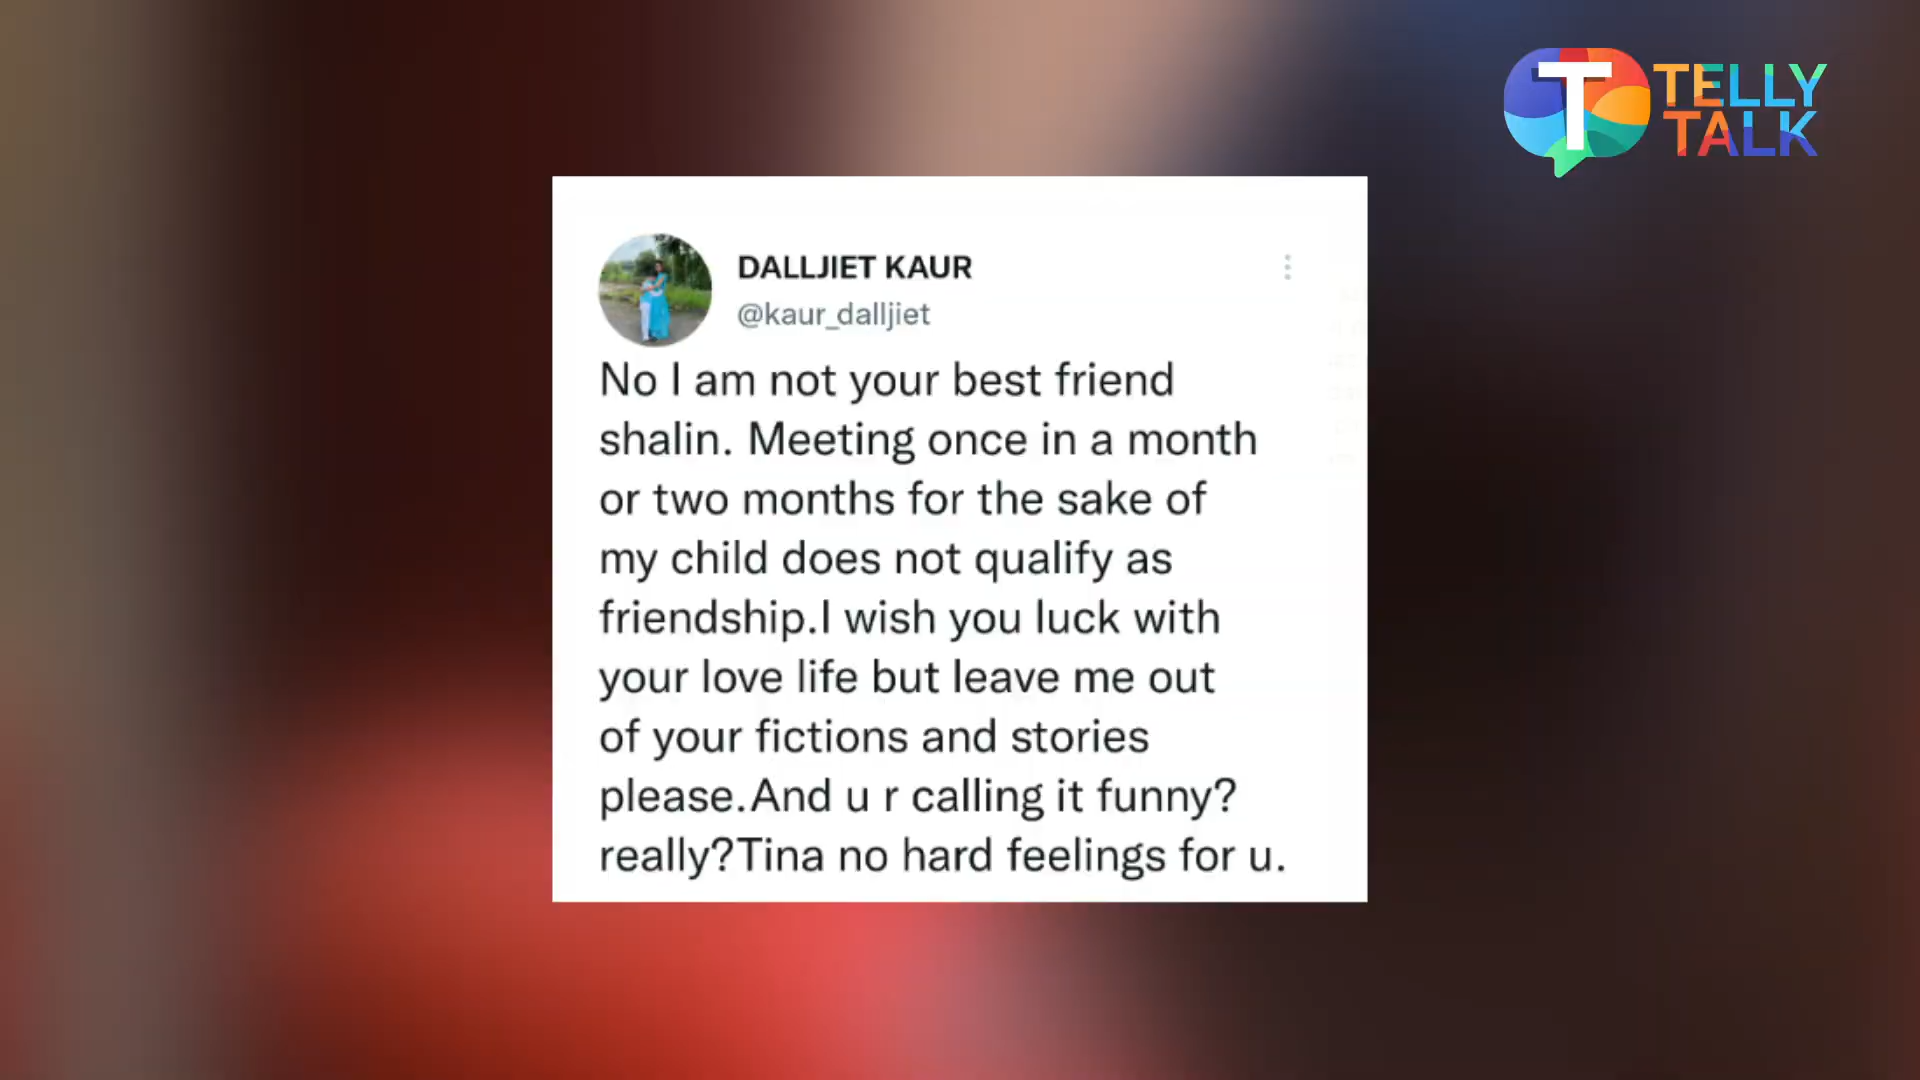 T TELLY
TALK
DALLJIET KAUR
@kaur_dalljiet
No I am not your best friend
shalin. Meeting once in a month
or two months for the sake of
my child does not qualify as
friendship.I wish you luck with
your love life but leave me out
of your fictions and stories
please.And u r calling it funny?
really?Tina no hard feelings for u.